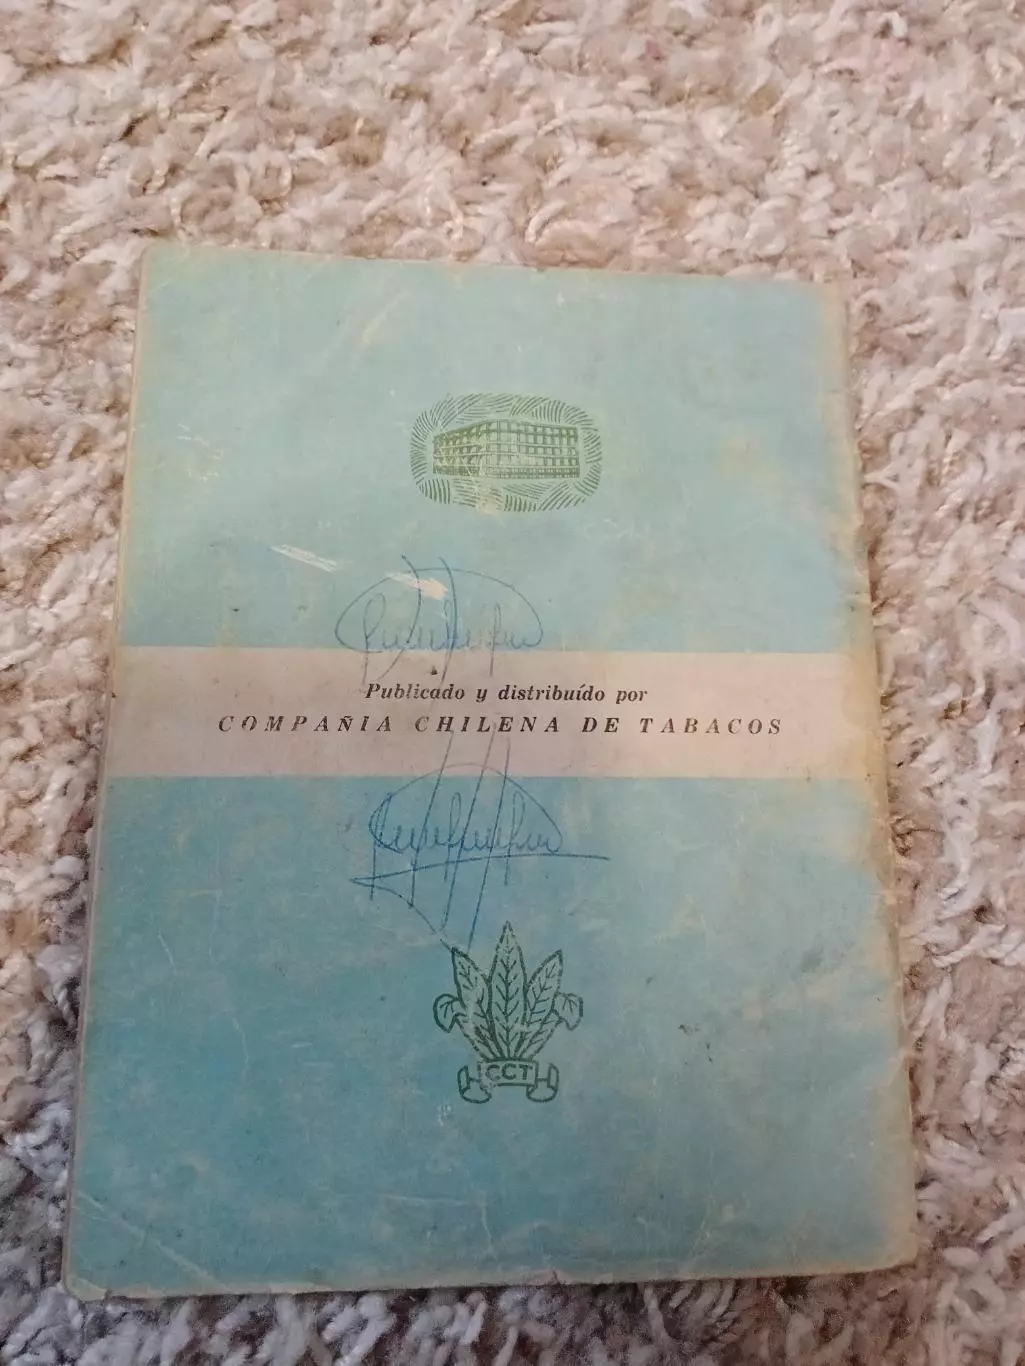 Publicado y distribuído por
COMPAÑIA CHILENA DE TABACOS
CCT